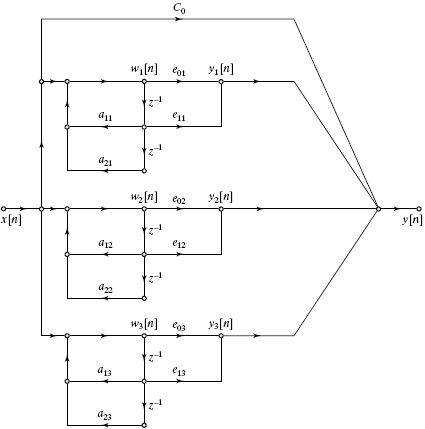 C₀
w₁[n] e₀₁ y₁[n]
z⁻¹
a₁₁ e₁₁
z⁻¹
a₂₁
w₂[n] e₀₂ y₂[n]
x[n] y[n]
z⁻¹
a₁₂ e₁₂
z⁻¹
a₂₂
w₃[n] e₀₃ y₃[n]
z⁻¹
a₁₃ e₁₃
z⁻¹
a₂₃